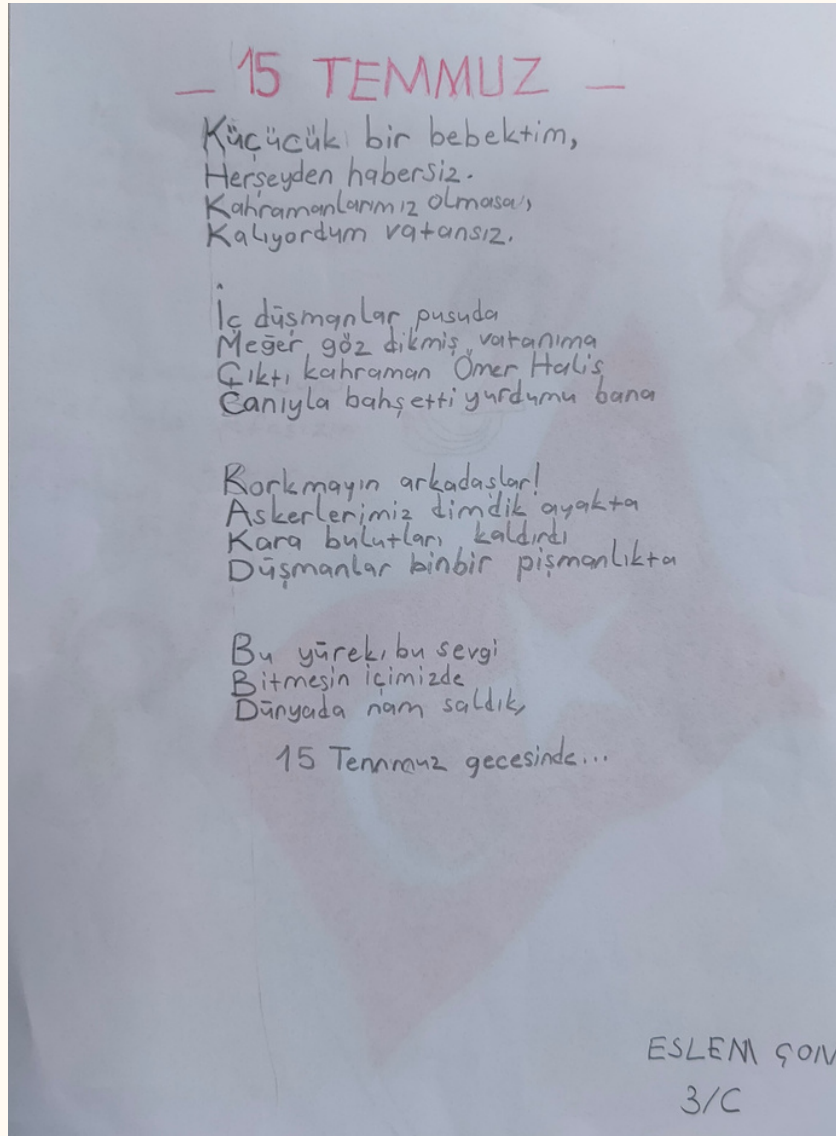 — 15 TEMMUZ —
Küçücük bir bebektim,
Herşeyden habersiz.
Kahramanlarımız olmasa,
Kalıyordum vatansız.
İç düşmanlar pusuda
Meğer göz dikmiş vatanıma
Çıktı kahraman Ömer Halis
Canıyla bahşetti yurdumu bana
Korkmayın arkadaşlar!
Askerlerimiz dimdik ayakta
Kara bulutları kaldırdı
Düşmanlar binbir pişmanlıkta
Bu yürek, bu sevgi
Bitmesin içimizde
Dünyada nam saldık,
15 Temmuz gecesinde...
ESLEM
3/C